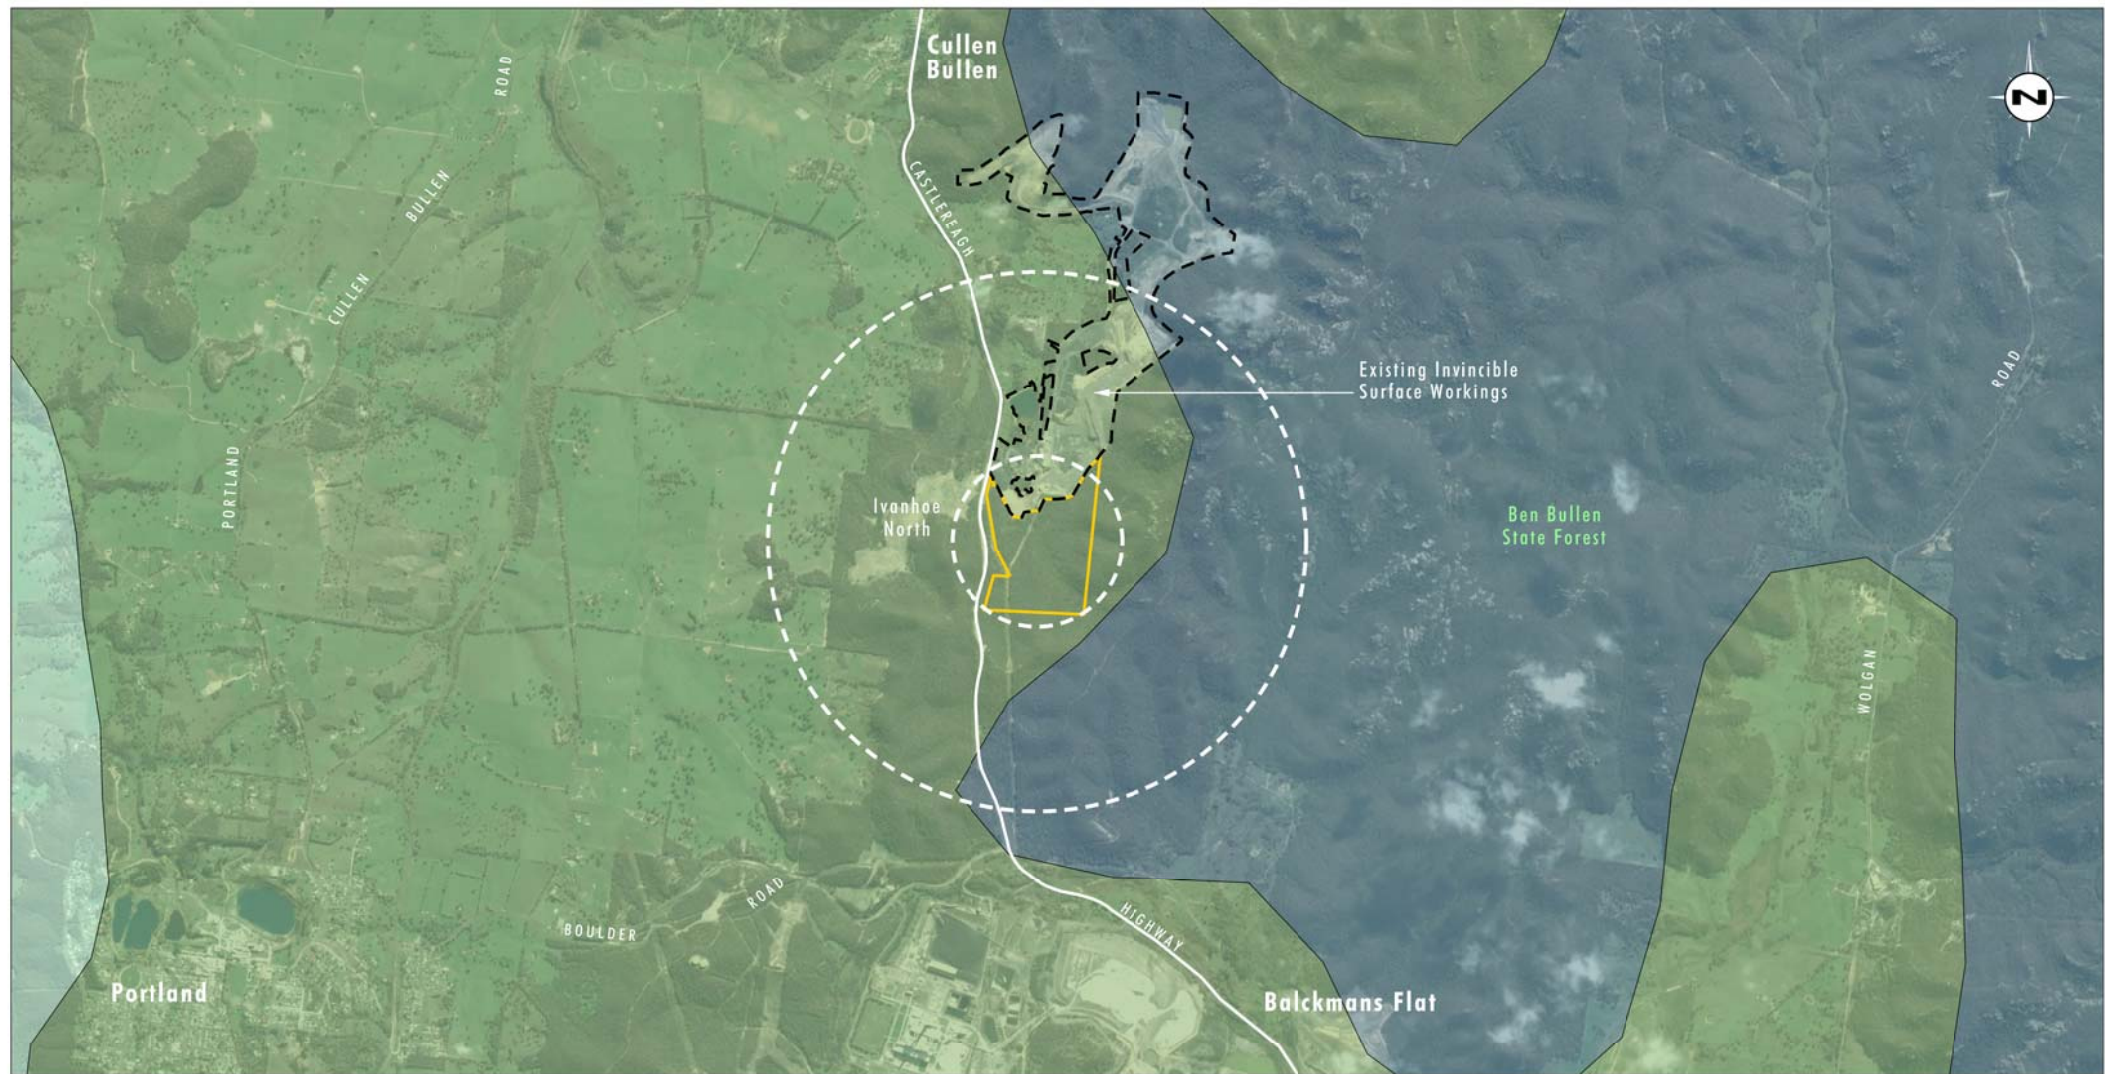 Cullen
Bullen
N
ROAD
BULLEN
CULLEN
PORTLAND
CASTLEREAGH
Existing Invincible
Surface Workings
ROAD
Ivanhoe
North
Ben Bullen
State Forest
WOLGAN
ROAD
BOULDER
HIGHWAY
Portland
Balckmans Flat